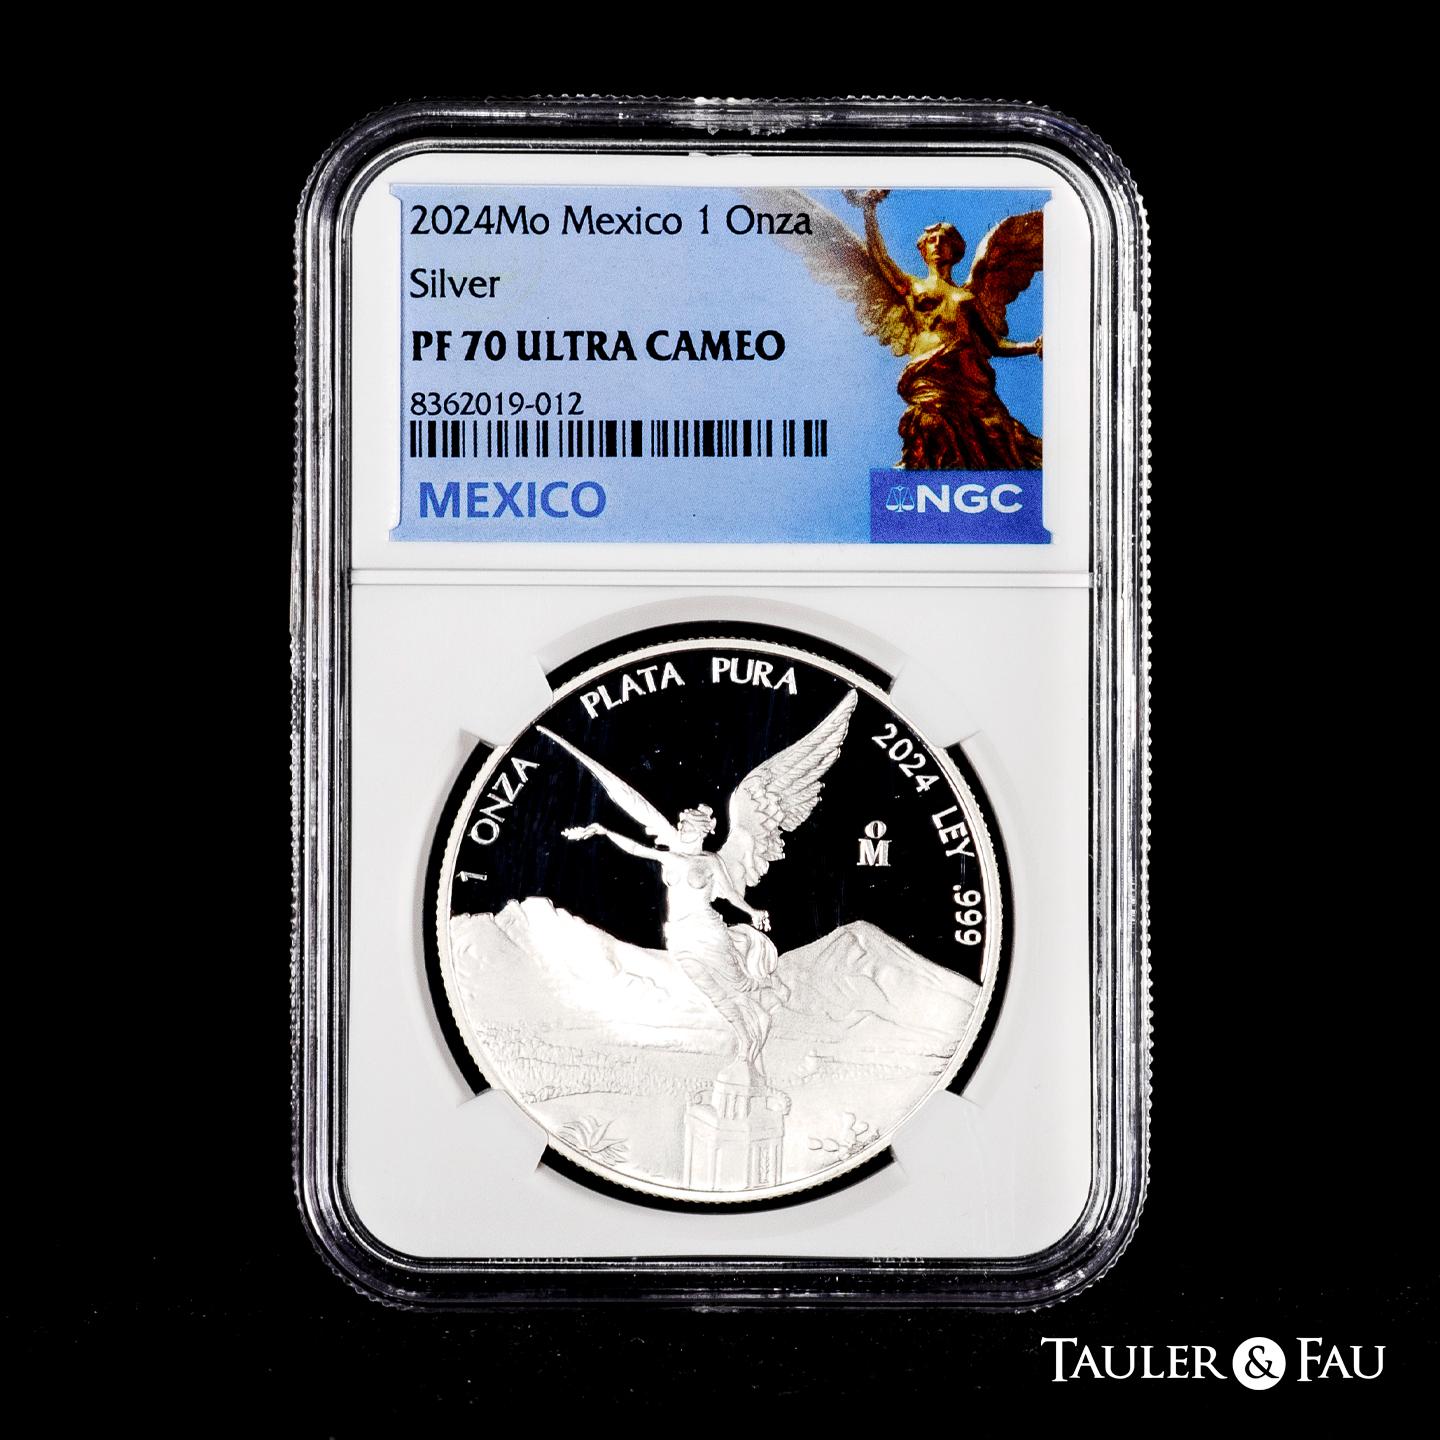 2024Mo Mexico 1 Onza
Silver
PF 70 ULTRA CAMEO
8362019-012
MEXICO
NGC
1 ONZA PLATA PURA 2024 LEY .999
M°
TAULER & FAU